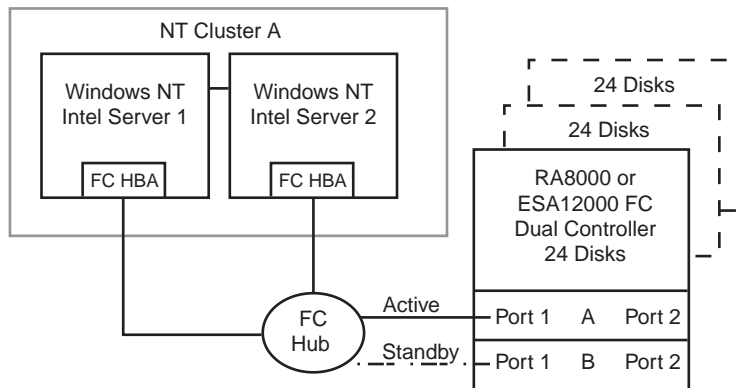 NT Cluster A
Windows NT
Intel Server 1
Windows NT
Intel Server 2
FC HBA
FC HBA
24 Disks
24 Disks
RA8000 or
ESA12000 FC
Dual Controller
24 Disks
FC
Hub
Active
Standby
Port 1 A Port 2
Port 1 B Port 2